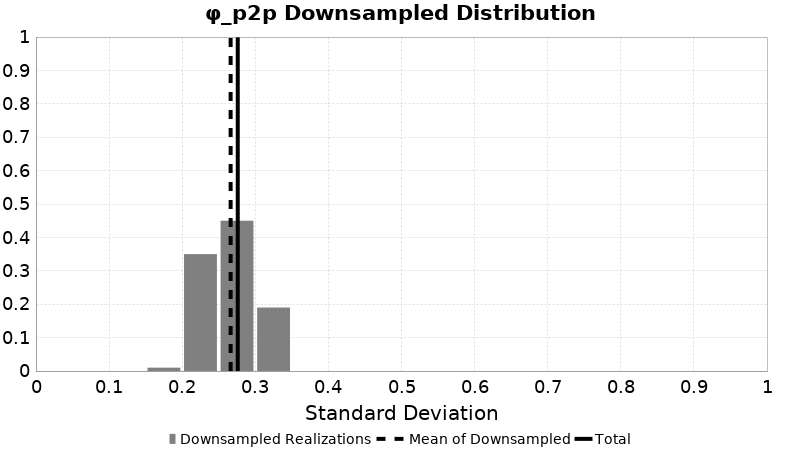 φ_p2p Downsampled Distribution
1
0.9
0.8
0.7
0.6
0.5
0.4
0.3
0.2
0.1
0
0 0.1 0.2 0.3 0.4 0.5 0.6 0.7 0.8 0.9 1
Standard Deviation
Downsampled Realizations Mean of Downsampled Total